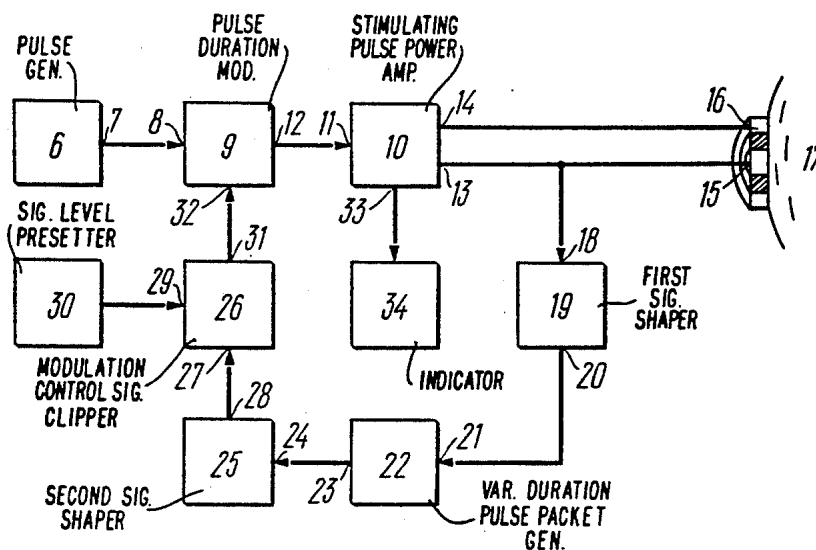 PULSE
GEN.
PULSE
DURATION
MOD.
STIMULATING
PULSE POWER
AMP.
6
7
8
9
12
11
10
14
13
16
15
17
32
33
18
SIG. LEVEL
PRESETTER
31
30
29
26
34
19
FIRST
SIG.
SHAPER
MODULATION
CONTROL SIG.
CLIPPER
27
28
INDICATOR
20
25
24
23
22
21
SECOND SIG.
SHAPER
VAR. DURATION
PULSE PACKET
GEN.